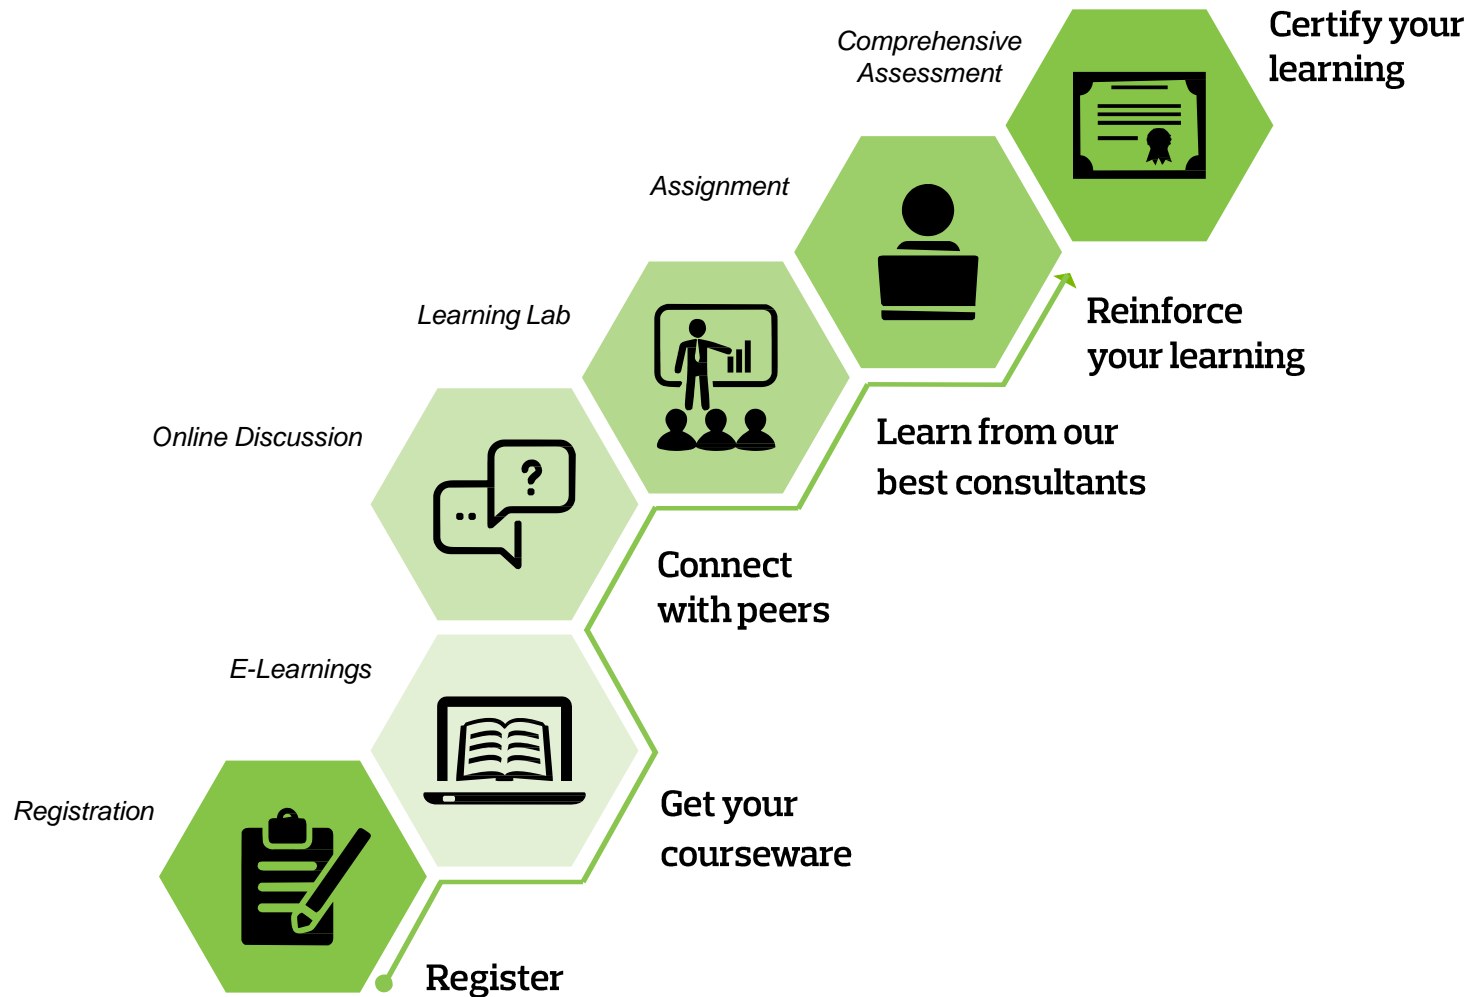 Certify your
learning
Comprehensive
Assessment
Assignment
Reinforce
your learning
Learning Lab
Learn from our
best consultants
Online Discussion
Connect
with peers
E-Learnings
Get your
courseware
Registration
Register
?